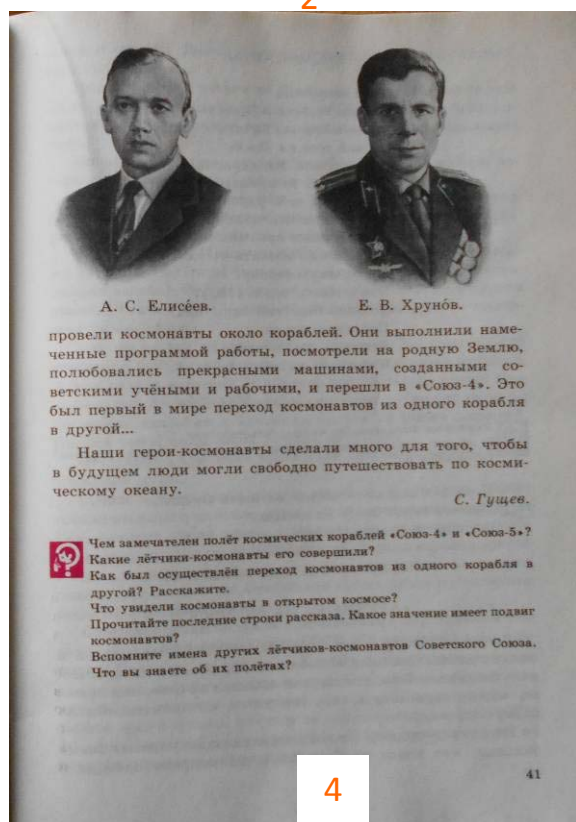 2
А. С. Елисе́ев.
Е. В. Хруно́в.
провели космонавты около кораблей. Они выполнили наме-
ченные программой работы, посмотрели на родную Землю,
полюбовались прекрасными машинами, созданными со-
ветскими учёными и рабочими, и перешли в «Союз-4». Это
был первый в мире переход космонавтов из одного корабля
в другой...
Наши герои-космонавты сделали много для того, чтобы
в будущем люди могли свободно путешествовать по косми-
ческому океану.
С. Гущев.
Чем замечателен полёт космических кораблей «Союз-4» и «Союз-5»?
Какие лётчики-космонавты его совершили?
Как был осуществлён переход космонавтов из одного корабля в
другой? Расскажите.
Что увидели космонавты в открытом космосе?
Прочитайте последние строки рассказа. Какое значение имеет подвиг
космонавтов?
Вспомните имена других лётчиков-космонавтов Советского Союза.
Что вы знаете об их полётах?
41
4